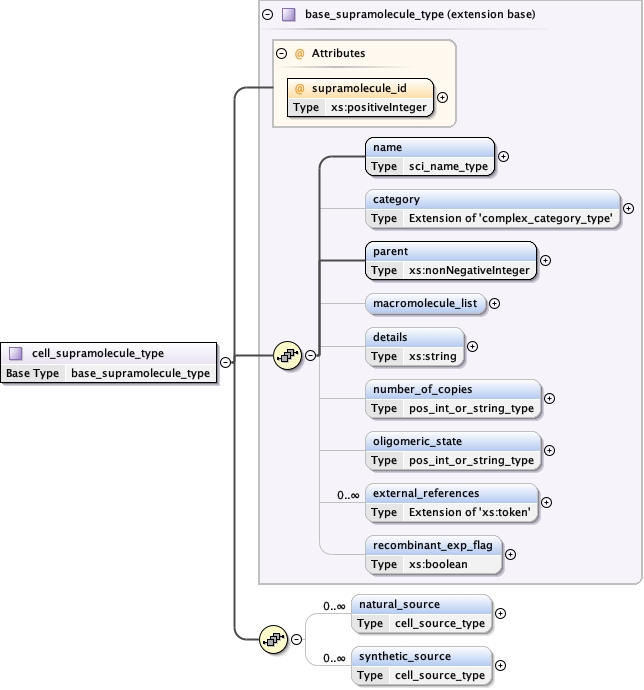 base_supramolecule_type (extension base)
@ Attributes
@ supramolecule_id
Type xs:positiveInteger
name
Type sci_name_type
category
Type Extension of 'complex_category_type'
parent
Type xs:nonNegativeInteger
macromolecule_list
details
Type xs:string
cell_supramolecule_type
Base Type base_supramolecule_type
number_of_copies
Type pos_int_or_string_type
oligomeric_state
Type pos_int_or_string_type
0..∞ external_references
Type Extension of 'xs:token'
recombinant_exp_flag
Type xs:boolean
0..∞ natural_source
Type cell_source_type
0..∞ synthetic_source
Type cell_source_type